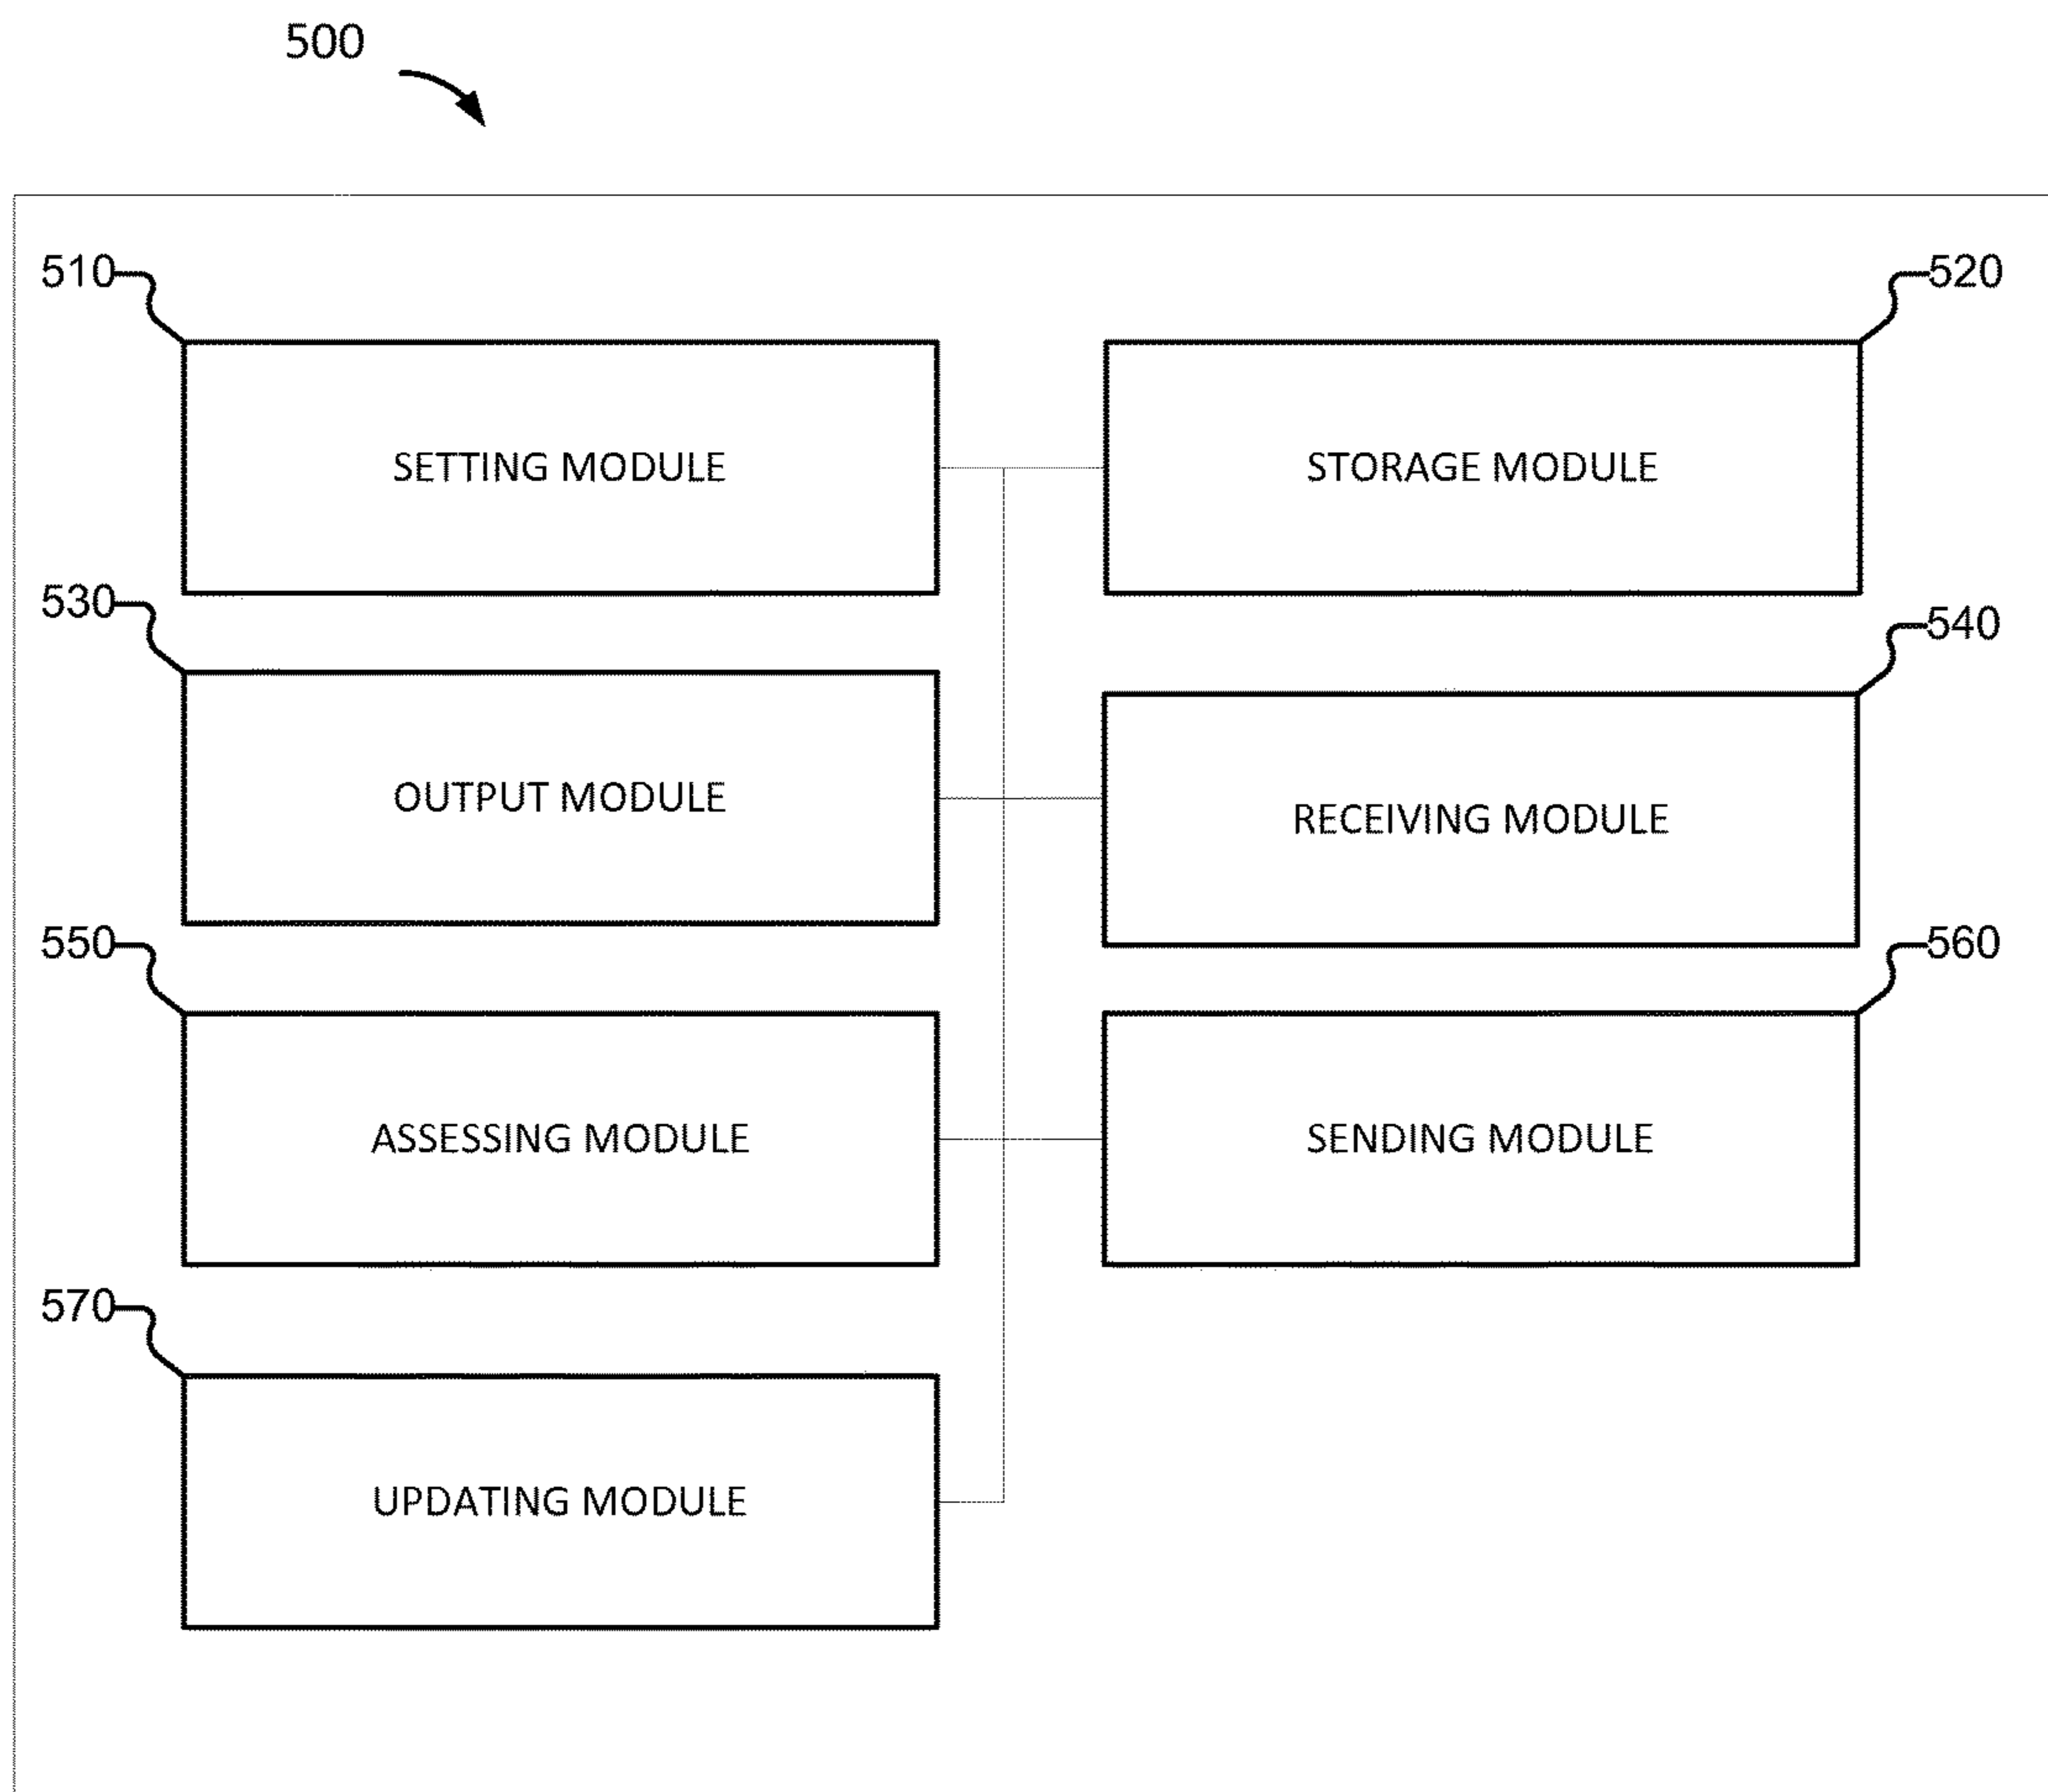 500
510
520
SETTING MODULE
STORAGE MODULE
530
540
OUTPUT MODULE
RECEIVING MODULE
550
560
ASSESSING MODULE
SENDING MODULE
570
UPDATING MODULE